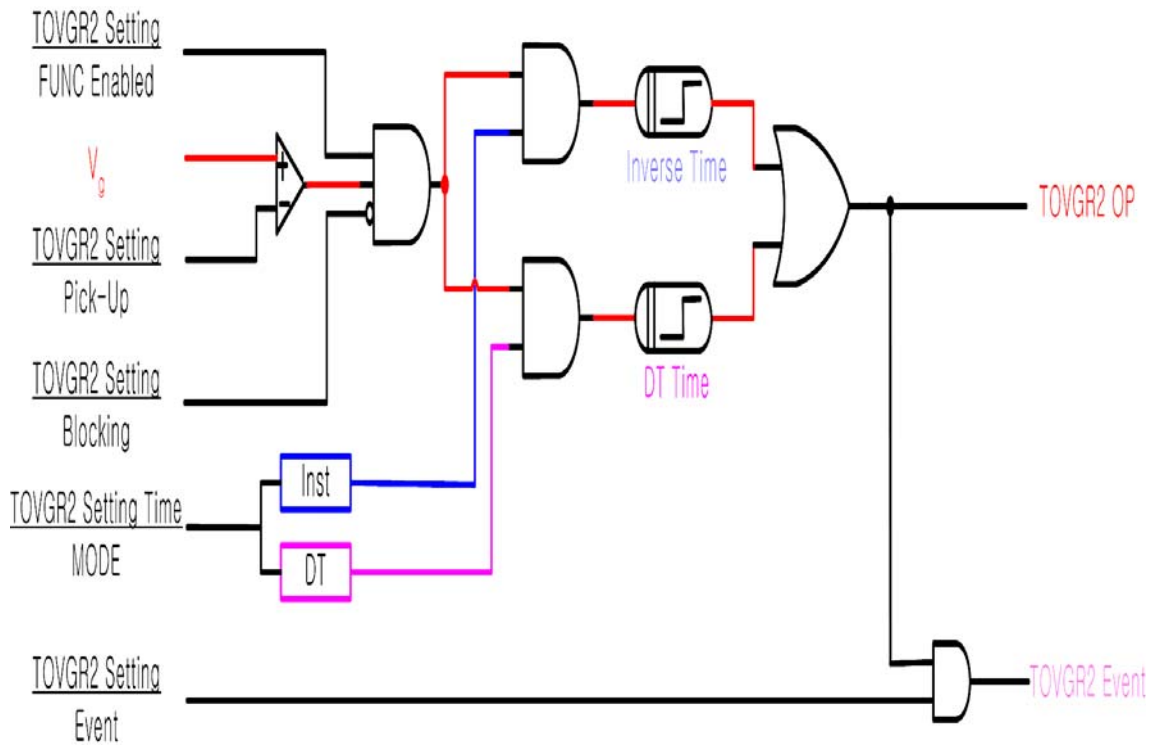 TOVGR2 Setting
FUNC Enabled
Vg
+
-
TOVGR2 Setting
Pick-Up
TOVGR2 Setting
Blocking
TOVGR2 Setting Time
MODE
Inst
DT
TOVGR2 Setting
Event
Inverse Time
DT Time
TOVGR2 OP
TOVGR2 Event